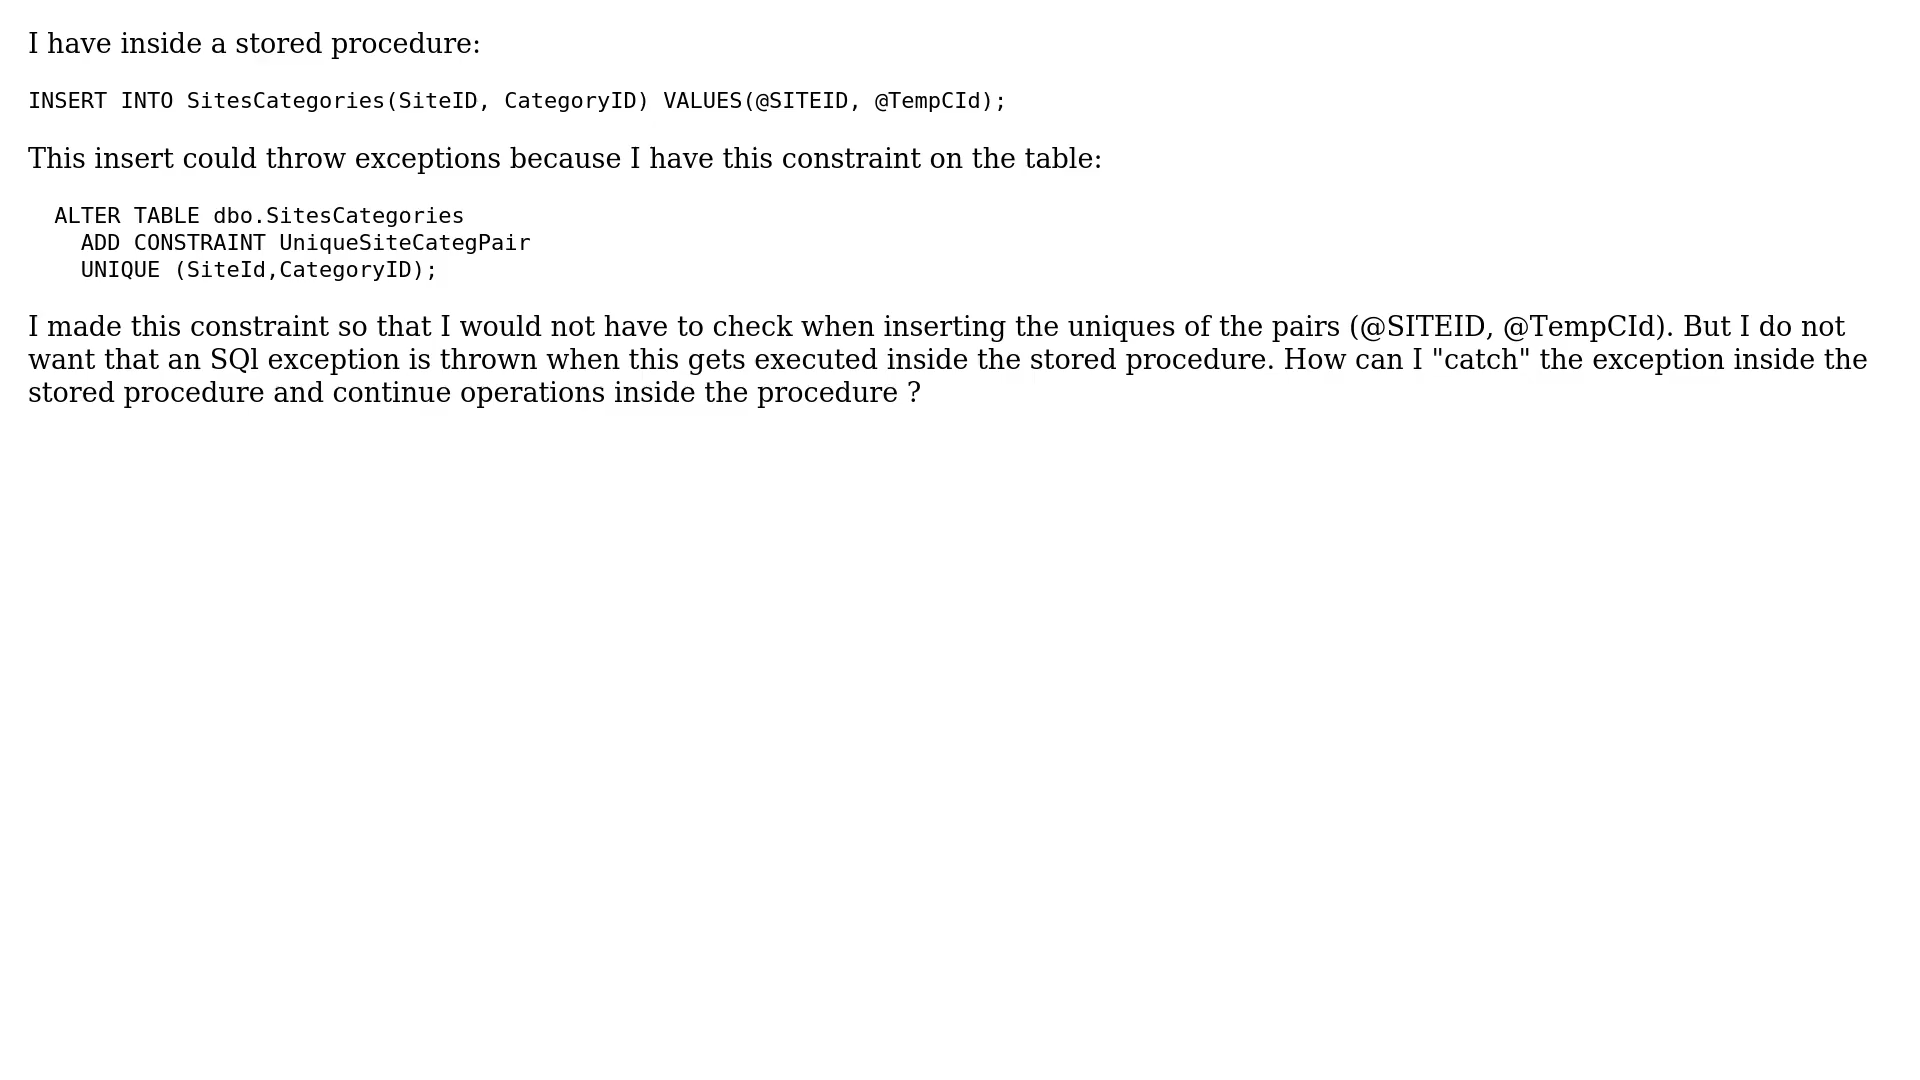 I have inside a stored procedure:
INSERT INTO SitesCategories(SiteID, CategoryID) VALUES(@SITEID, @TempCId);
This insert could throw exceptions because I have this constraint on the table:
ALTER TABLE dbo.SitesCategories
ADD CONSTRAINT UniqueSiteCategPair
UNIQUE (SiteId,CategoryID);
I made this constraint so that I would not have to check when inserting the uniques of the pairs (@SITEID, @TempCId). But I do not
want that an SQl exception is thrown when this gets executed inside the stored procedure. How can I "catch" the exception inside the
stored procedure and continue operations inside the procedure ?